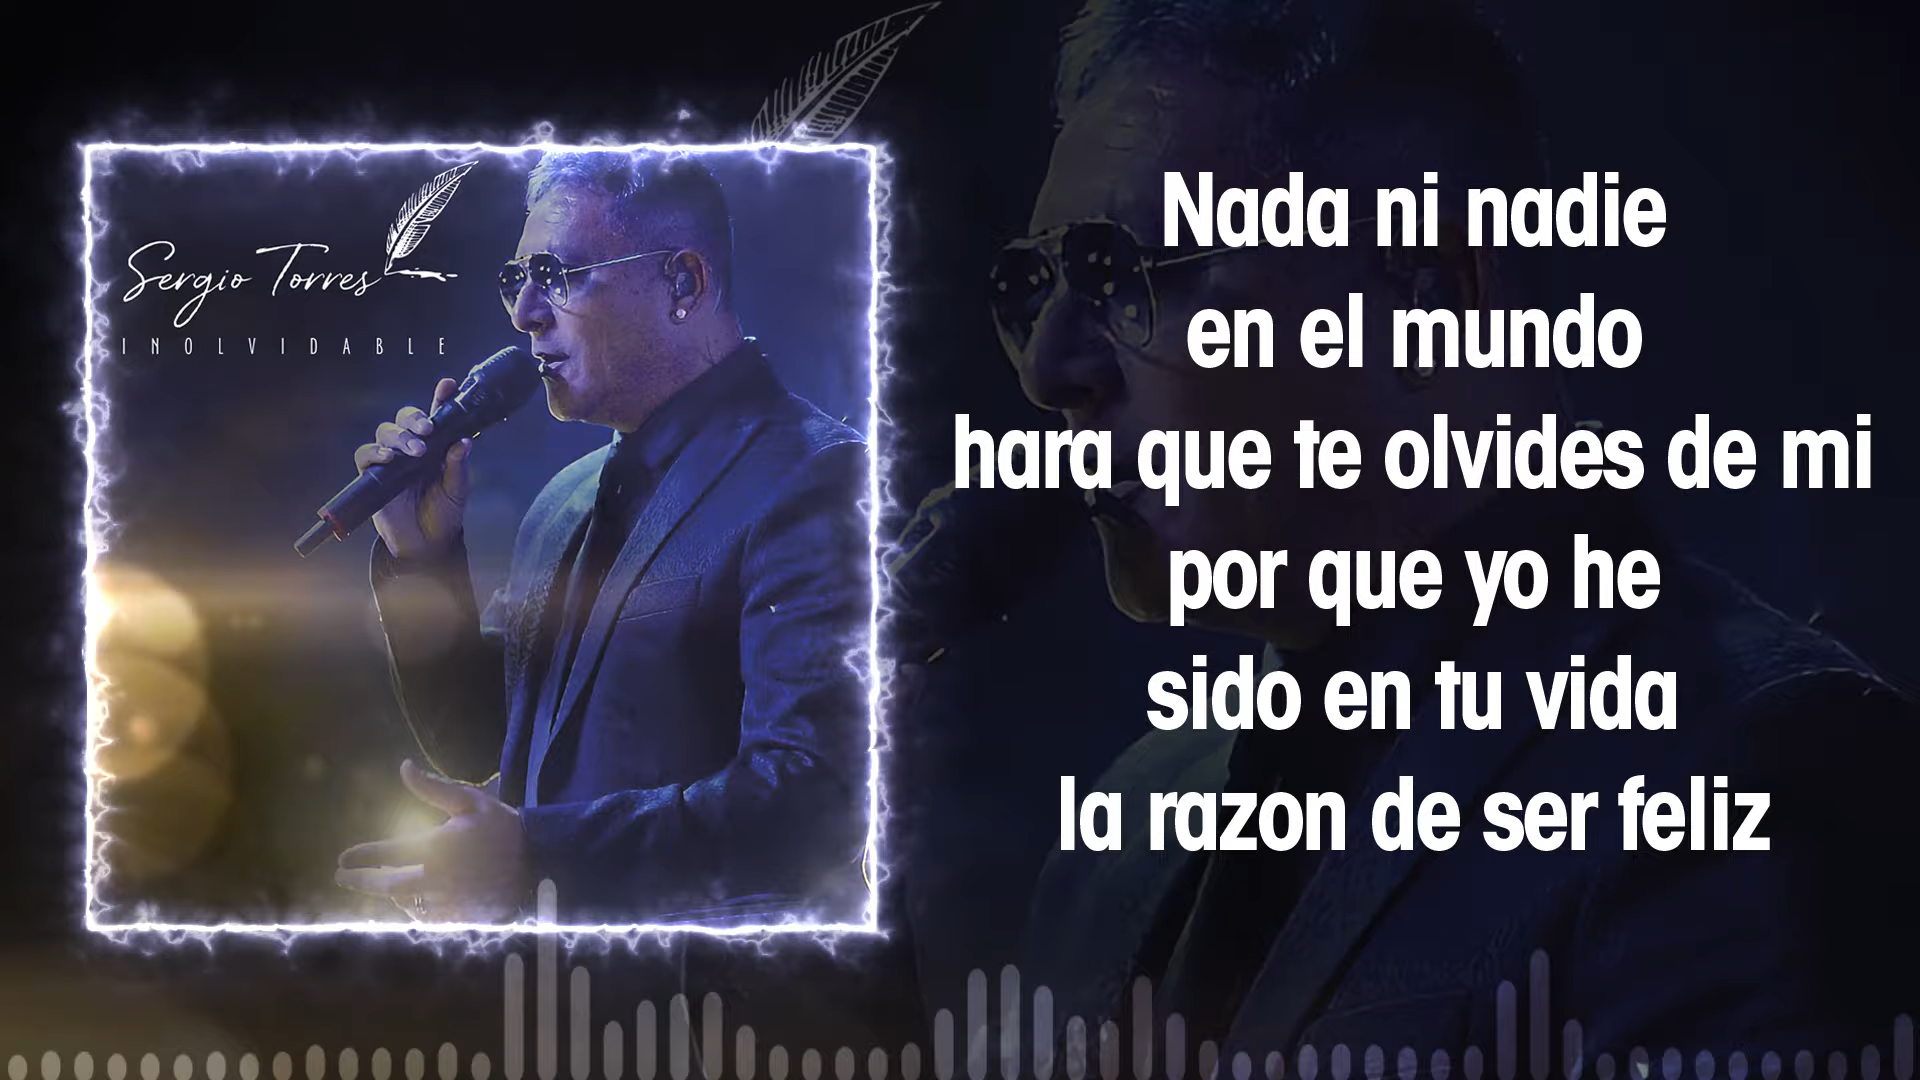 Sergio Torres
INOLVIDABLE
Nada ni nadie
en el mundo
hara que te olvides de mi
por que yo he
sido en tu vida
la razon de ser feliz